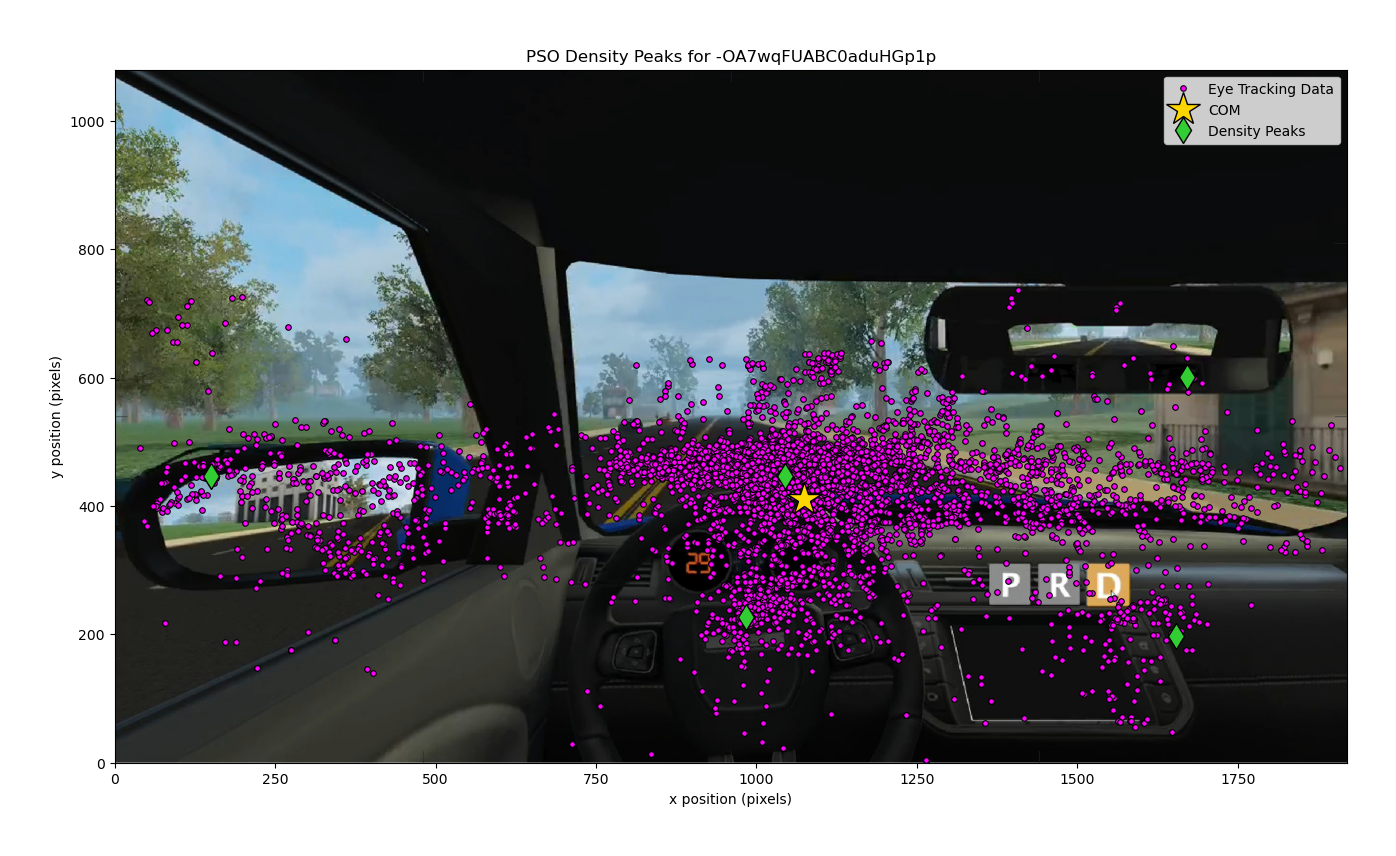 PSO Density Peaks for -OA7wqFUABC0aduHGp1p
Eye Tracking Data
COM
Density Peaks
1000
800
600
400
200
0
y position (pixels)
29
P R D
0 250 500 750 1000 1250 1500 1750
x position (pixels)